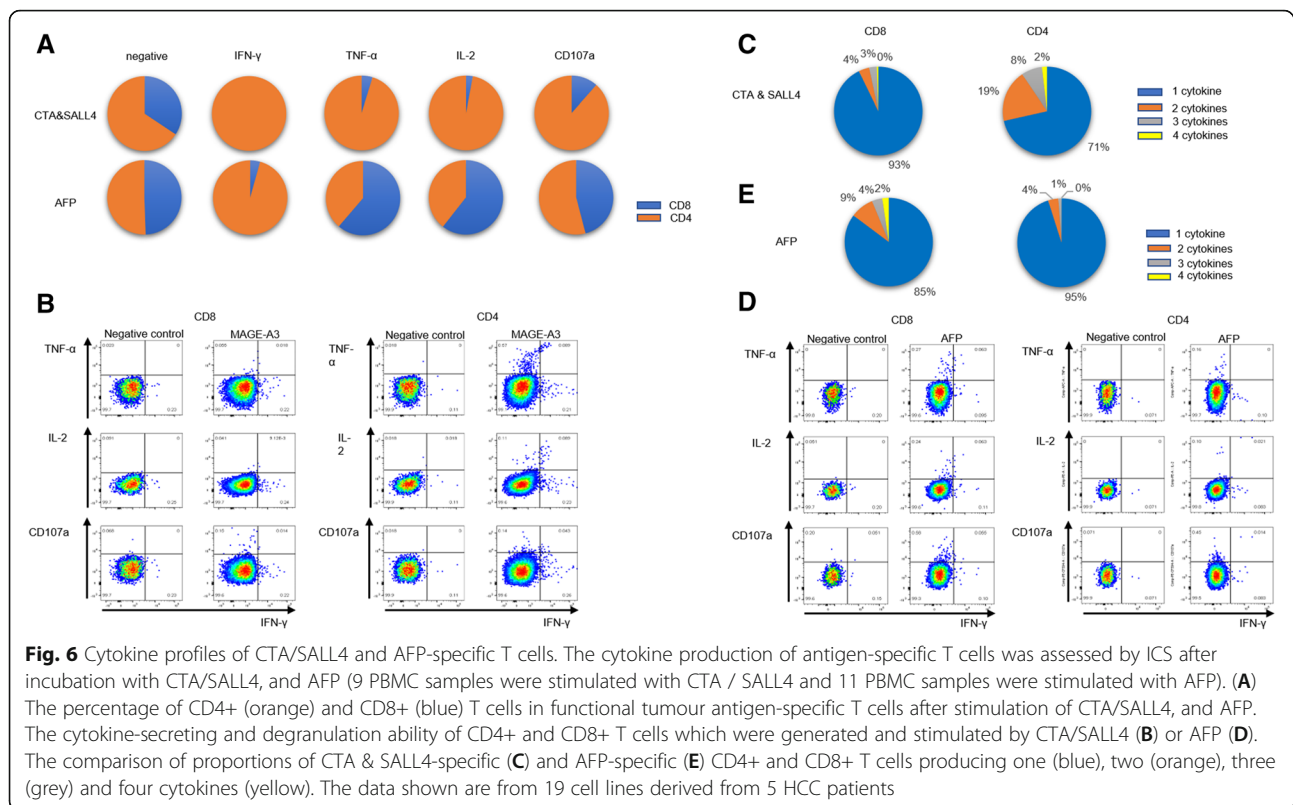 A
negative IFN-γ TNF-α IL-2 CD107a
CTA&SALL4
AFP
CD8
CD4
C
CD8 CD4
4% 3% 0% 8% 2%
CTA & SALL4
19%
93% 71%
1 cytokine
2 cytokines
3 cytokines
4 cytokines
E
9% 4% 2% 4% 1% 0%
AFP
85% 95%
1 cytokine
2 cytokines
3 cytokines
4 cytokines
B
CD8 CD4
Negative control MAGE-A3 Negative control MAGE-A3
TNF-α
TNF-
α
IL-2
IL-
2
CD107a CD107a
IFN-γ IFN-γ
D
CD8 CD4
Negative control AFP Negative control AFP
TNF-α TNF-α
IL-2 IL-2
CD107a CD107a
IFN-γ IFN-γ
Fig. 6 Cytokine profiles of CTA/SALL4 and AFP-specific T cells. The cytokine production of antigen-specific T cells was assessed by ICS after
incubation with CTA/SALL4, and AFP (9 PBMC samples were stimulated with CTA / SALL4 and 11 PBMC samples were stimulated with AFP). (A)
The percentage of CD4+ (orange) and CD8+ (blue) T cells in functional tumour antigen-specific T cells after stimulation of CTA/SALL4, and AFP.
The cytokine-secreting and degranulation ability of CD4+ and CD8+ T cells which were generated and stimulated by CTA/SALL4 (B) or AFP (D).
The comparison of proportions of CTA & SALL4-specific (C) and AFP-specific (E) CD4+ and CD8+ T cells producing one (blue), two (orange), three
(grey) and four cytokines (yellow). The data shown are from 19 cell lines derived from 5 HCC patients